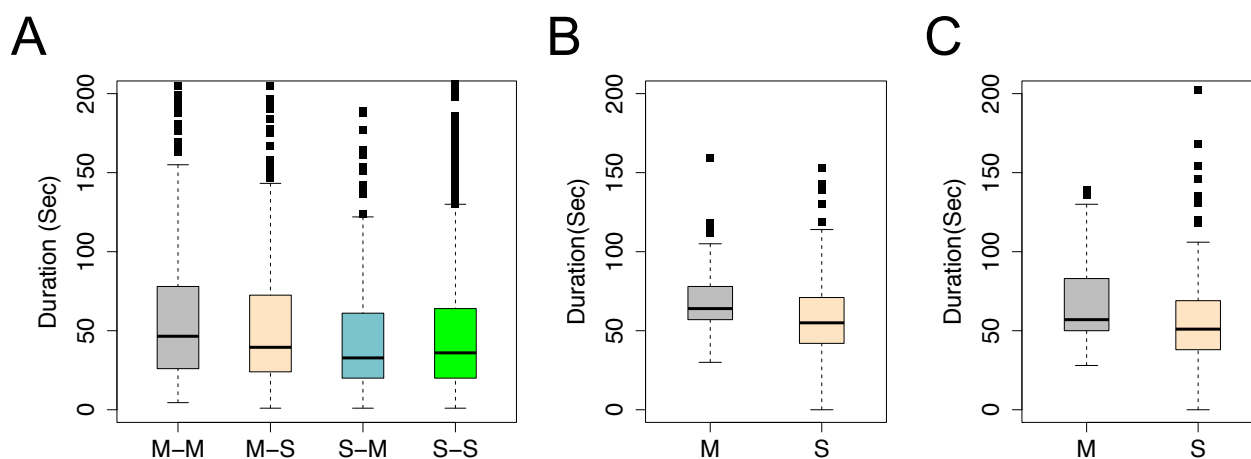 A
B
C
Duration (Sec)
0
50
100
150
200
M–M
M–S
S–M
S–S
Duration(Sec)
0
50
100
150
200
M
S
Duration(Sec)
0
50
100
150
200
M
S